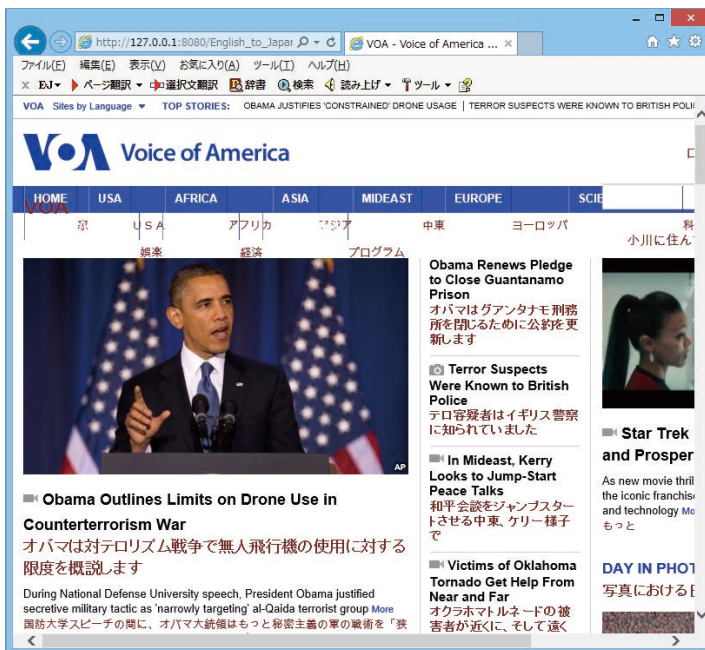 http://127.0.0.1:8080/English_to_Japar
VOA - Voice of America ...
ファイル(F) 編集(E) 表示(V) お気に入り(A) ツール(T) ヘルプ(H)
EJ ページ翻訳 選択文翻訳 辞書 検索 読み上げ ツール
VOA Sites by Language TOP STORIES: OBAMA JUSTIFIES 'CONSTRAINED' DRONE USAGE | TERROR SUSPECTS WERE KNOWN TO BRITISH POLI
VOA Voice of America
HOME USA AFRICA ASIA MIDEAST EUROPE SCIE
VOA
家 USA アフリカ アジア 中東 ヨーロッパ 科
小川に住ん
娯楽 経済 プログラム
AP
Obama Outlines Limits on Drone Use in
Counterterrorism War
オバマは対テロリズム戦争で無人飛行機の使用に対する
限度を概説します
During National Defense University speech, President Obama justified
secretive military tactic as 'narrowly targeting' al-Qaida terrorist group More
国防大学スピーチの間に、オバマ大統領はもっと秘密主義の軍の戦術を「狭
Obama Renews Pledge
to Close Guantanamo
Prison
オバマはグアンタナモ刑務
所を閉じるために公約を更
新します
Terror Suspects
Were Known to British
Police
テロ容疑者はイギリス警察
に知られていました
In Mideast, Kerry
Looks to Jump-Start
Peace Talks
和平会談をジャンプスター
トさせる中東、ケリー様子
で
Victims of Oklahoma
Tornado Get Help From
Near and Far
オクラホマトルネードの被
害者が近くに、そして遠く
Star Trek
and Prosper
As new movie thril
the iconic franchis
and technology Mo
もっと
DAY IN PHOT
写真における